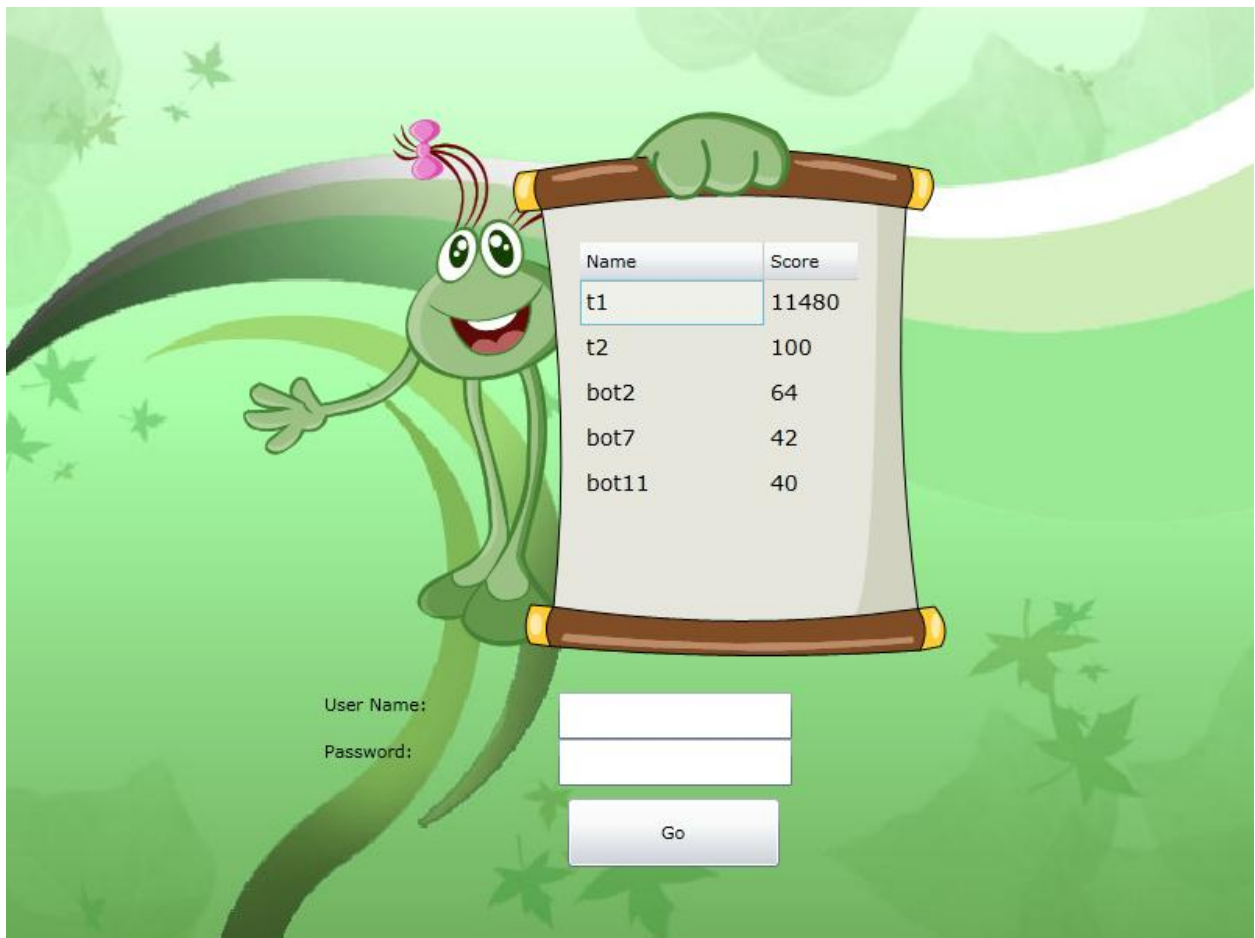 Name Score
t1 11480
t2 100
bot2 64
bot7 42
bot11 40
User Name:
Password:
Go